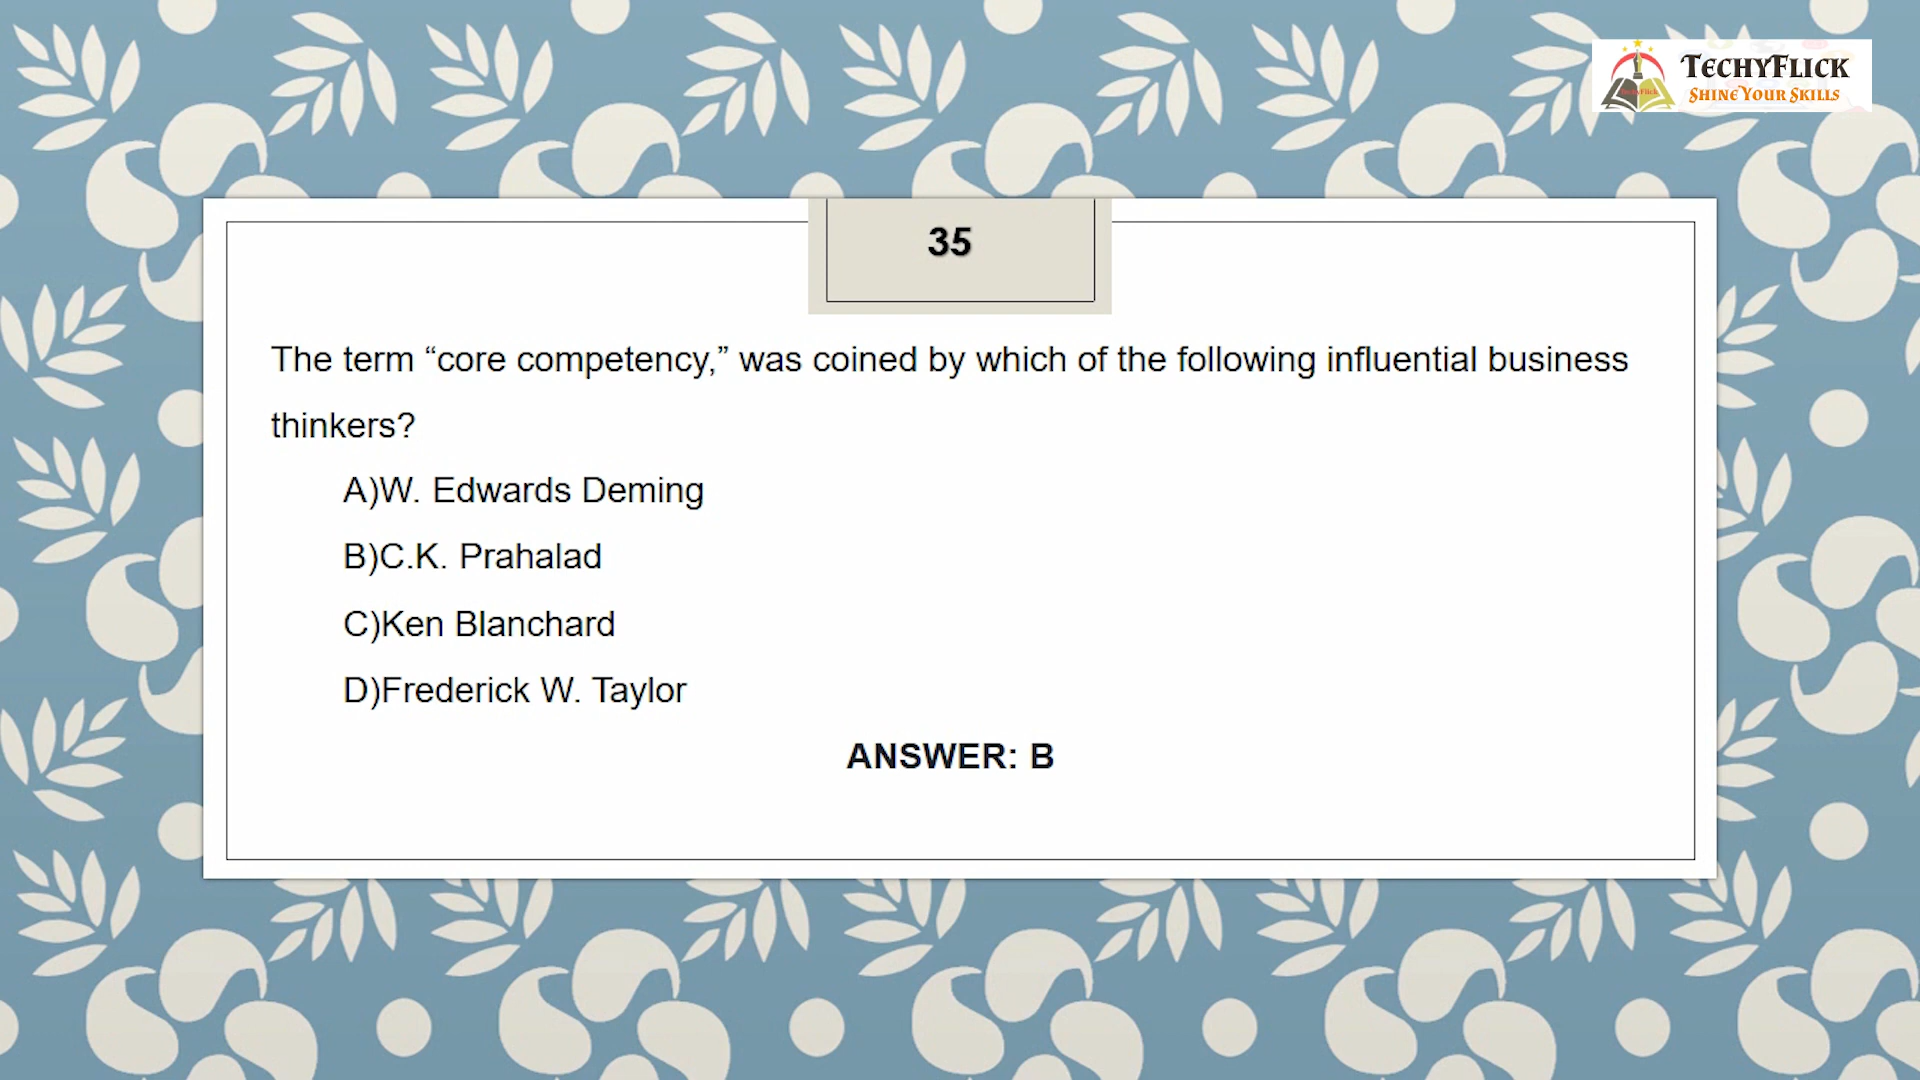 TECHYFLICK
SHINE YOUR SKILLS
35
The term “core competency,” was coined by which of the following influential business
thinkers?
A)W. Edwards Deming
B)C.K. Prahalad
C)Ken Blanchard
D)Frederick W. Taylor
ANSWER: B